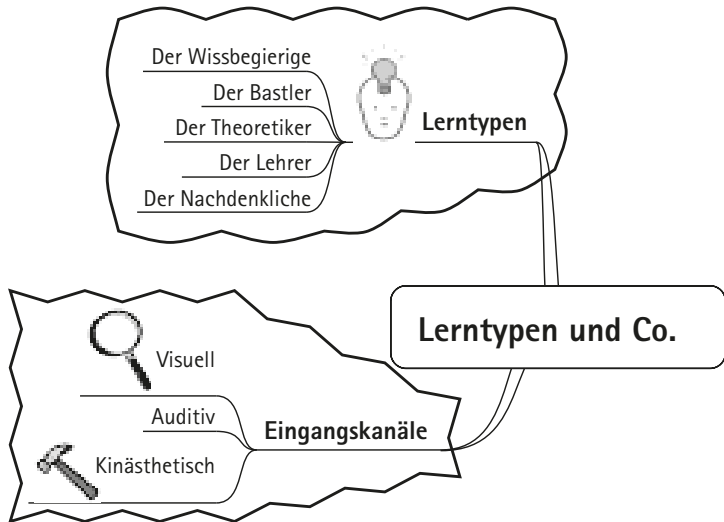 Der Wissbegierige
Der Bastler
Der Theoretiker
Der Lehrer
Der Nachdenkliche
Lerntypen
Lerntypen und Co.
Visuell
Auditiv
Kinästhetisch
Eingangskanäle